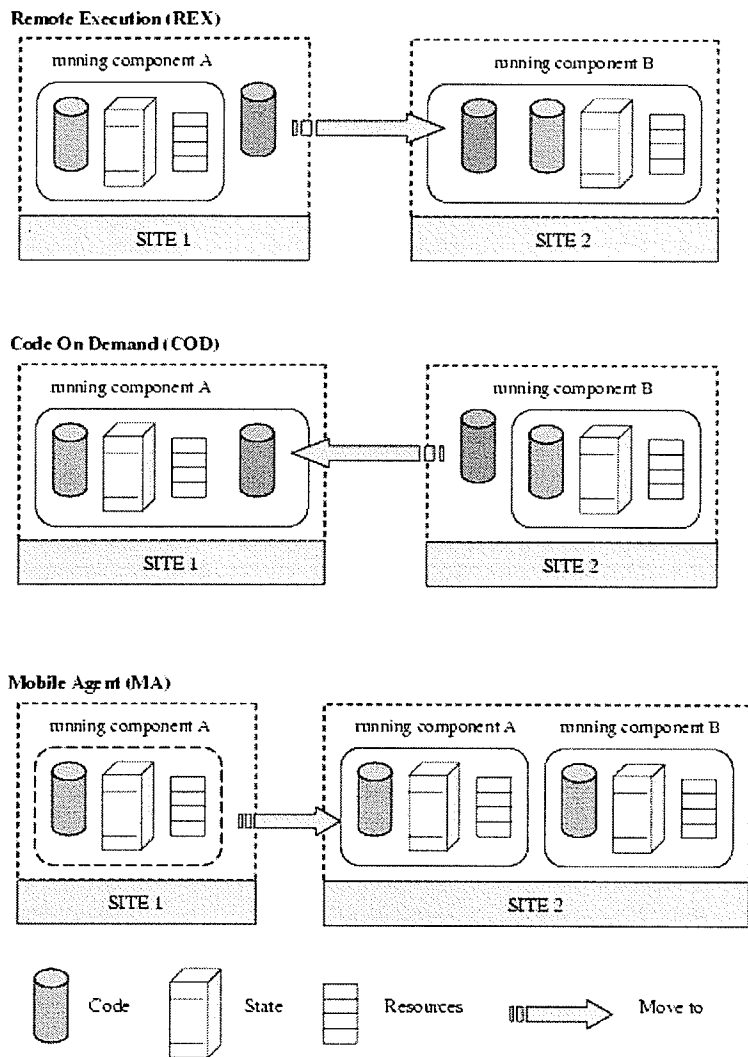 Remote Execution (REX)
running component A
running component B
SITE 1
SITE 2
Code On Demand (COD)
running component A
running component B
SITE 1
SITE 2
Mobile Agent (MA)
running component A
running component A
running component B
SITE 1
SITE 2
Code
State
Resources
Move to